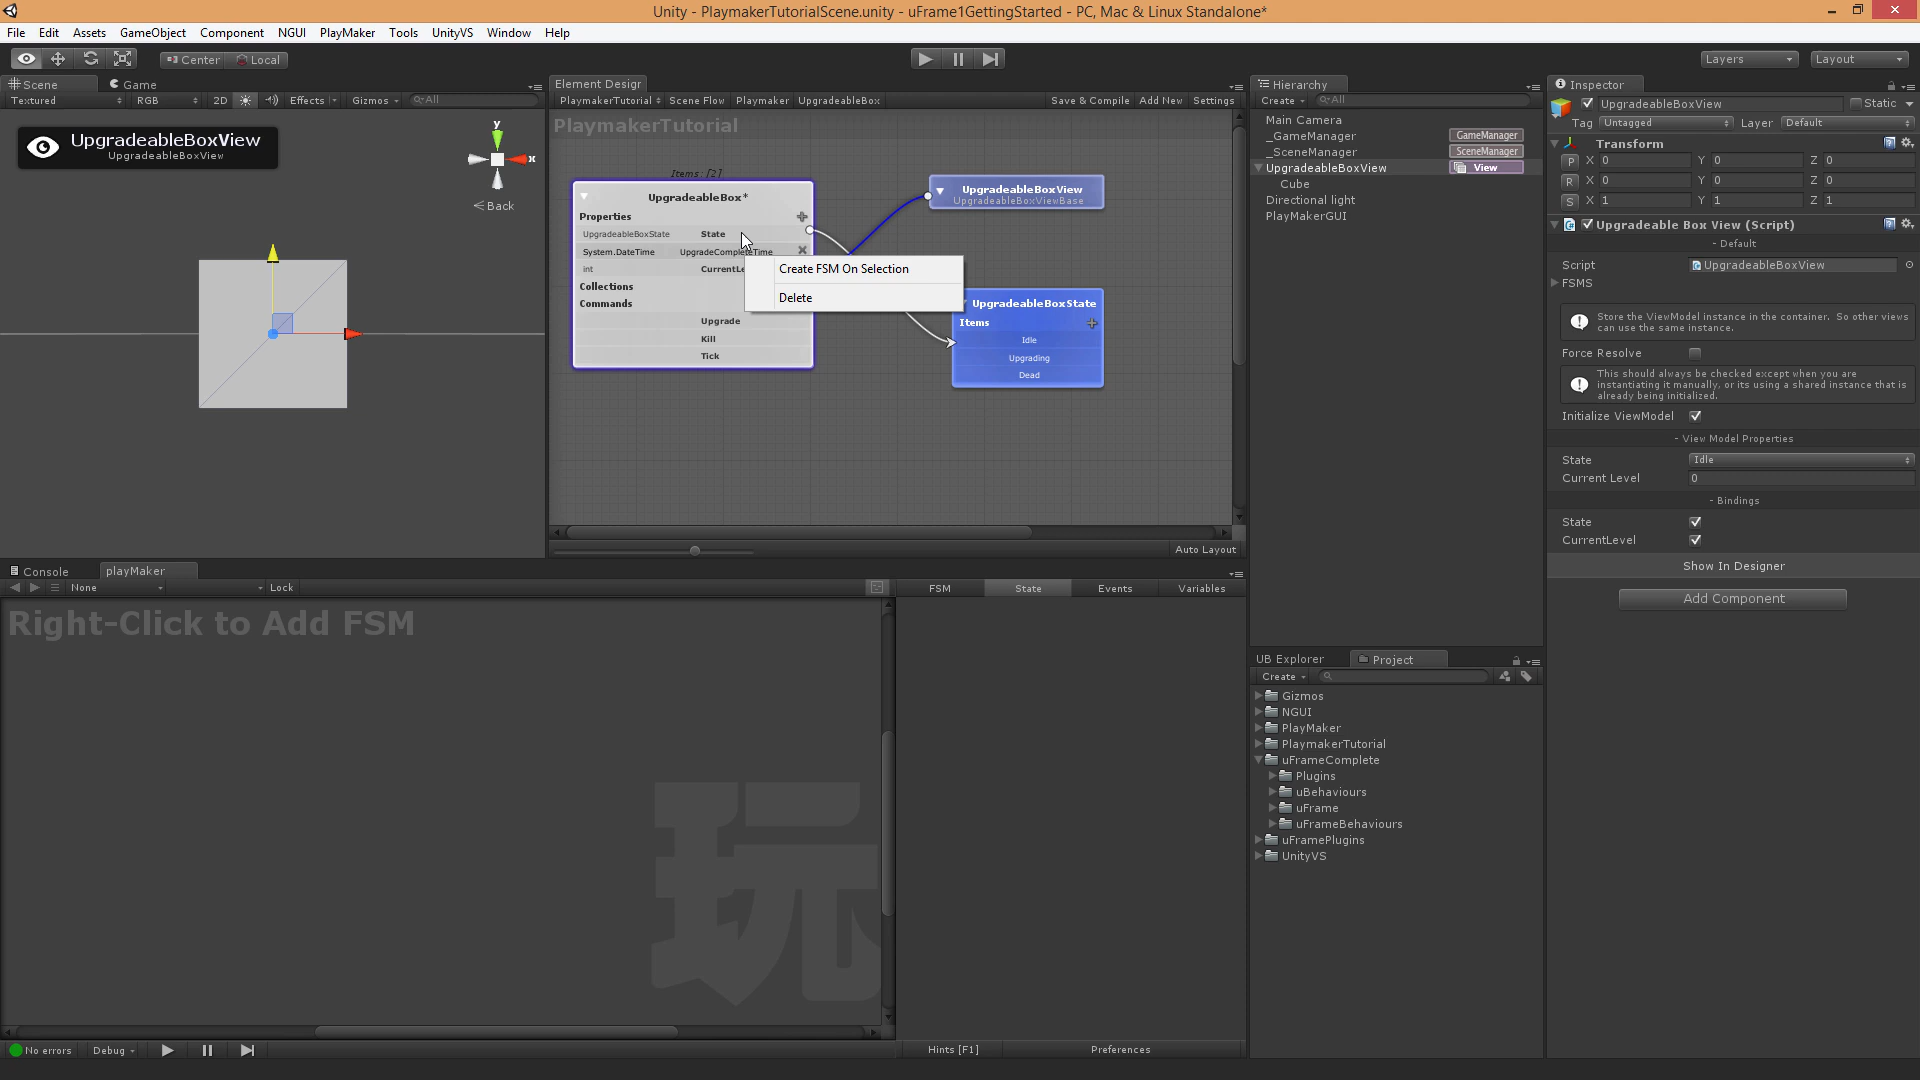 Unity - PlaymakerTutorialScene.unity - uFrame1GettingStarted - PC, Mac & Linux Standalone*
File Edit Assets GameObject Component NGUI PlayMaker Tools UnityVS Window Help
Center Local
Layers Layout
Scene Game
Textured RGB 2D Effects Gizmos All
UpgradeableBoxView
UpgradeableBoxView
y
x
Back
Element Desigr
PlaymakerTutorial Scene Flow Playmaker UpgradeableBox Save & Compile Add New Settings
PlaymakerTutorial
Items : [2]
UpgradeableBox*
Properties
UpgradeableBoxState State
System.DateTime UpgradeCompleteTime
int CurrentLe
Collections
Commands
Upgrade
Kill
Tick
Create FSM On Selection
Delete
UpgradeableBoxView
UpgradeableBoxViewBase
UpgradeableBoxState
Items
Idle
Upgrading
Dead
Auto Layout
Hierarchy
Create All
Main Camera
_GameManager GameManager
_SceneManager SceneManager
UpgradeableBoxView View
Cube
Directional light
PlayMakerGUI
Inspector
UpgradeableBoxView Static
Tag Untagged Layer Default
Transform
P X 0 Y 0 Z 0
R X 0 Y 0 Z 0
S X 1 Y 1 Z 1
Upgradeable Box View (Script)
- Default
Script UpgradeableBoxView
FSMS
Store the ViewModel instance in the container. So other views
can use the same instance.
Force Resolve
This should always be checked except when you are
instantiating it manually, or its using a shared instance that is
already being initialized.
Initialize ViewModel
- View Model Properties
State Idle
Current Level 0
- Bindings
State
CurrentLevel
Show In Designer
Add Component
Console playMaker
None Lock
FSM State Events Variables
Right-Click to Add FSM
玩
No errors Debug
Hints [F1] Preferences
UB Explorer Project
Create
Gizmos
NGUI
PlayMaker
PlaymakerTutorial
uFrameComplete
Plugins
uBehaviours
uFrame
uFrameBehaviours
uFramePlugins
UnityVS